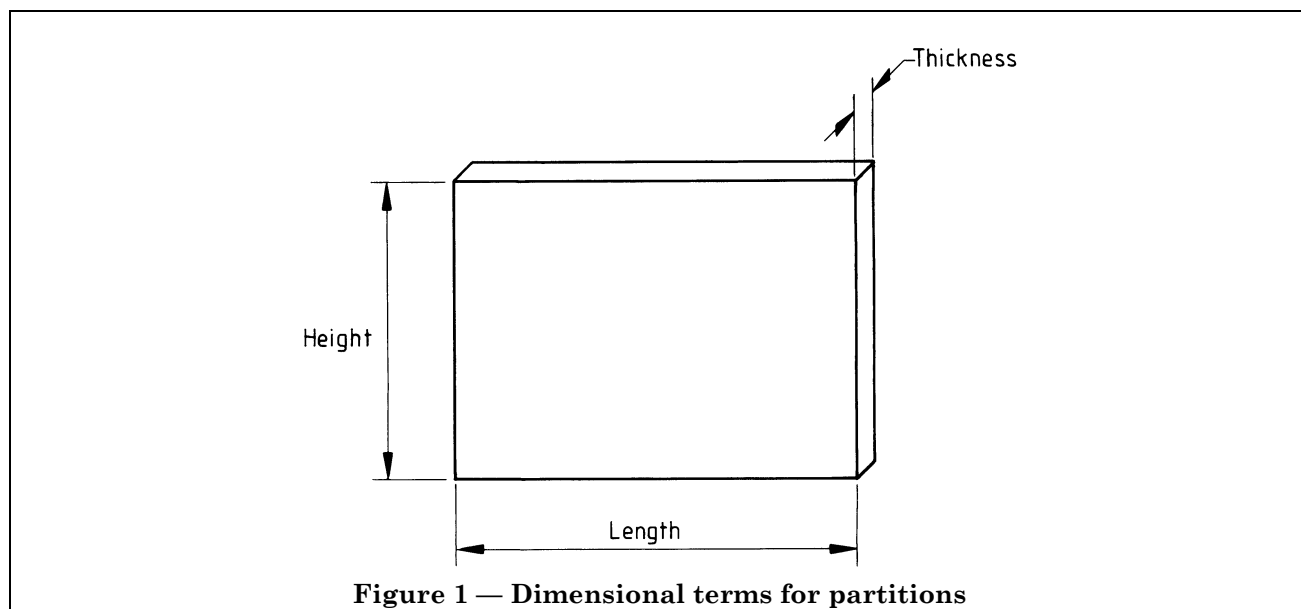 Thickness
Height
Length
Figure 1 — Dimensional terms for partitions